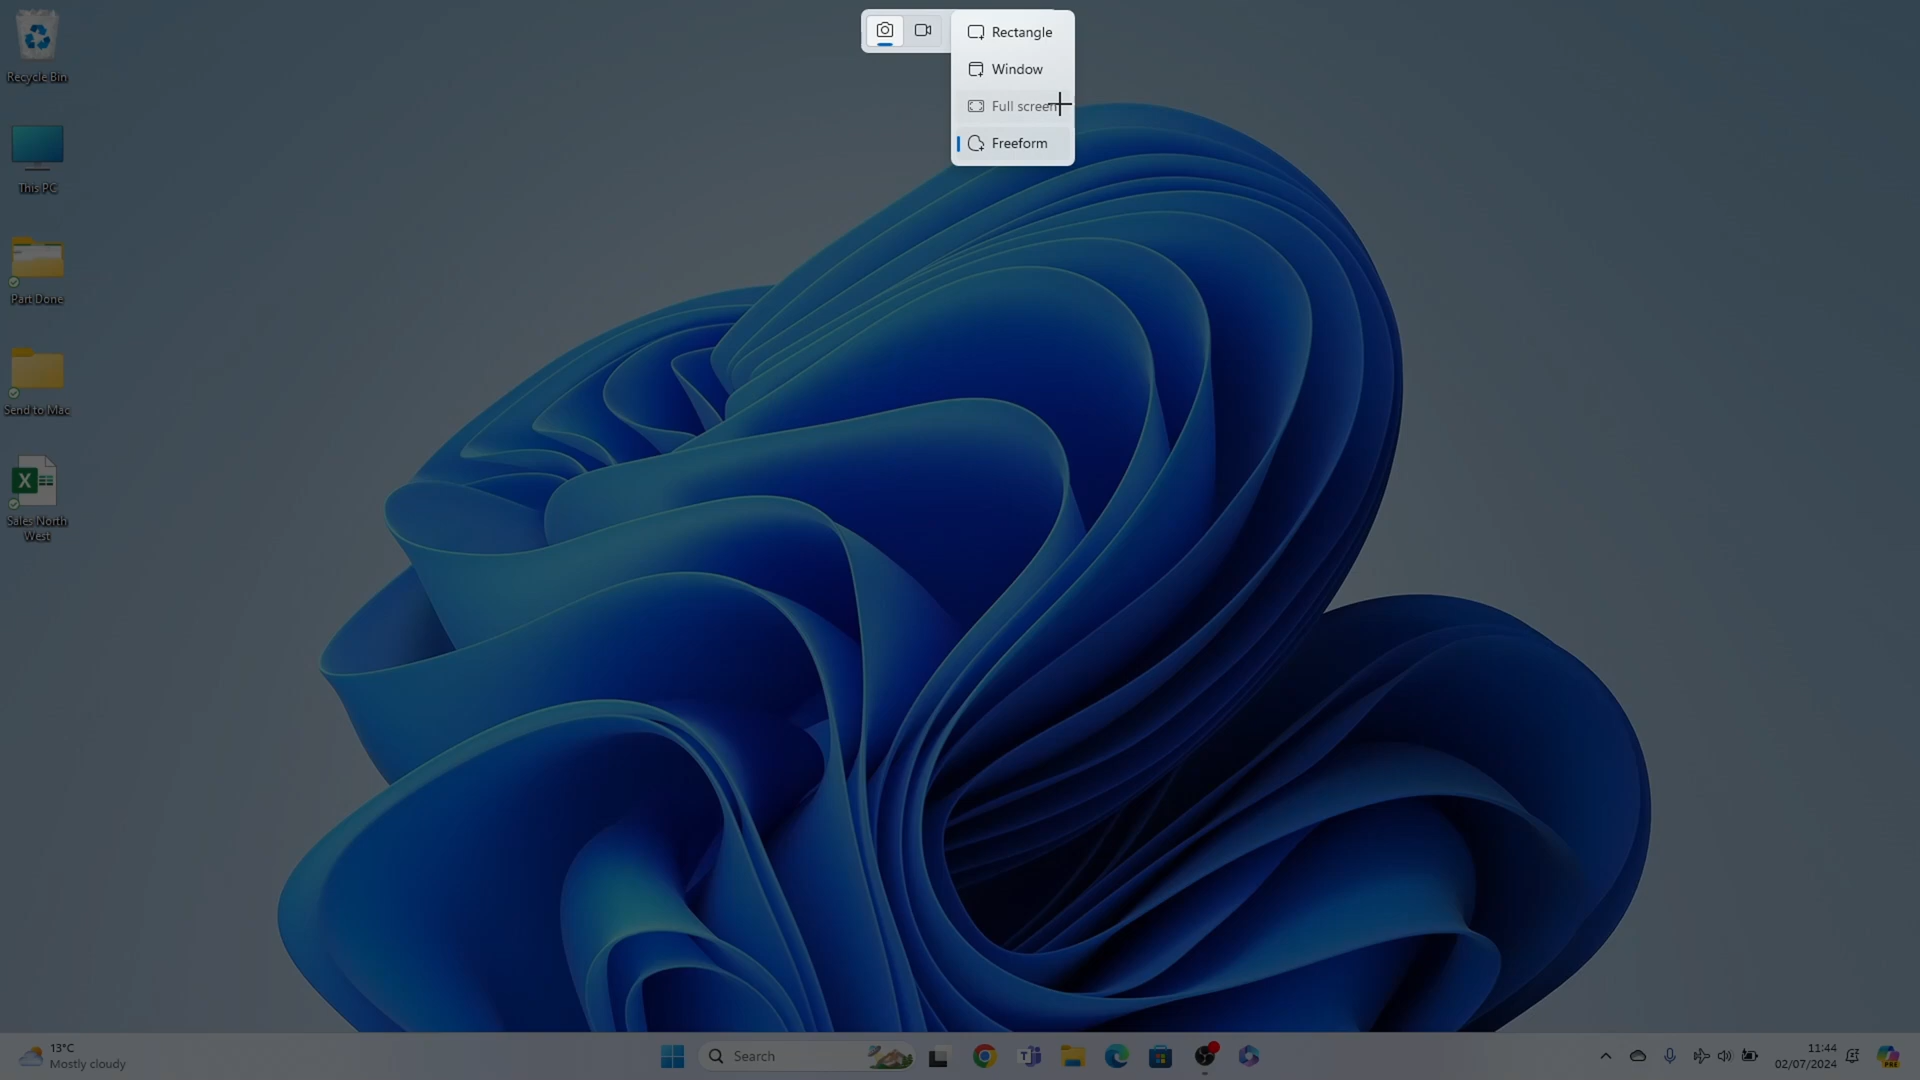 Rectangle
Window
Full screen
Freeform
Recycle Bin
This PC
Part Done
Send to Mac
X
Sales North
West
13°C
Mostly cloudy
Search
T
11:44
02/07/2024
PRE